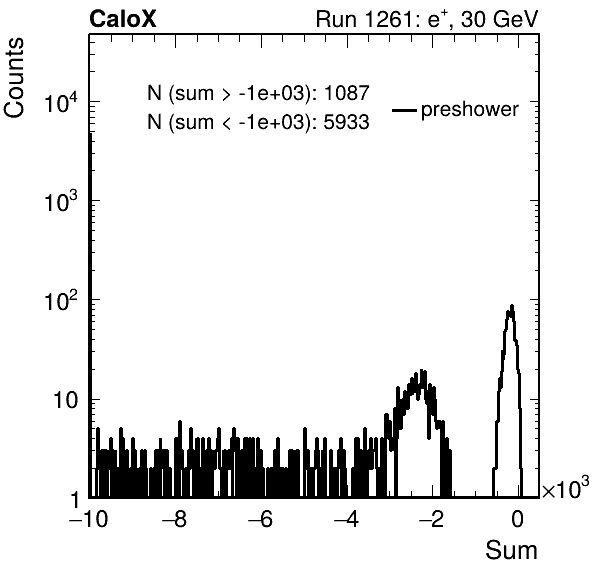 CaloX Run 1261: e⁺, 30 GeV
Counts
N (sum > -1e+03): 1087
N (sum < -1e+03): 5933
preshower
10⁴
10³
10²
10
1
−10 −8 −6 −4 −2 0 ×10³
Sum